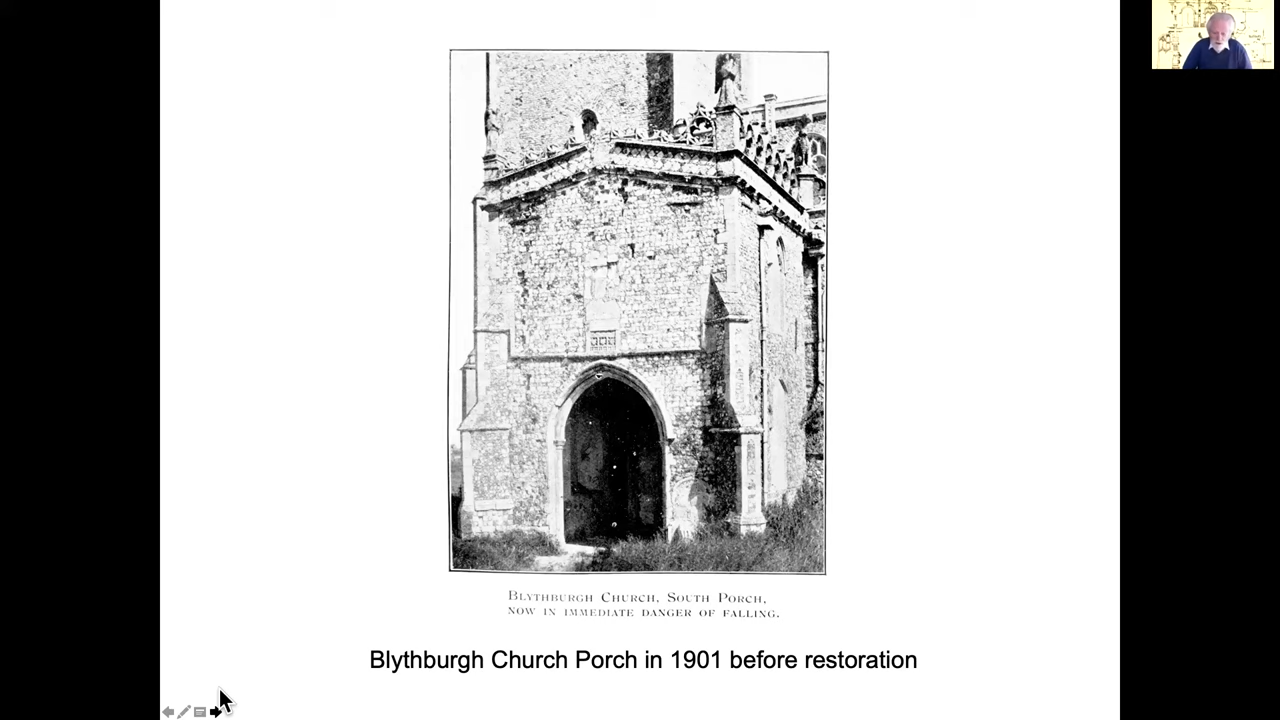 Blythburgh Church, South Porch,
now in immediate danger of falling.
Blythburgh Church Porch in 1901 before restoration